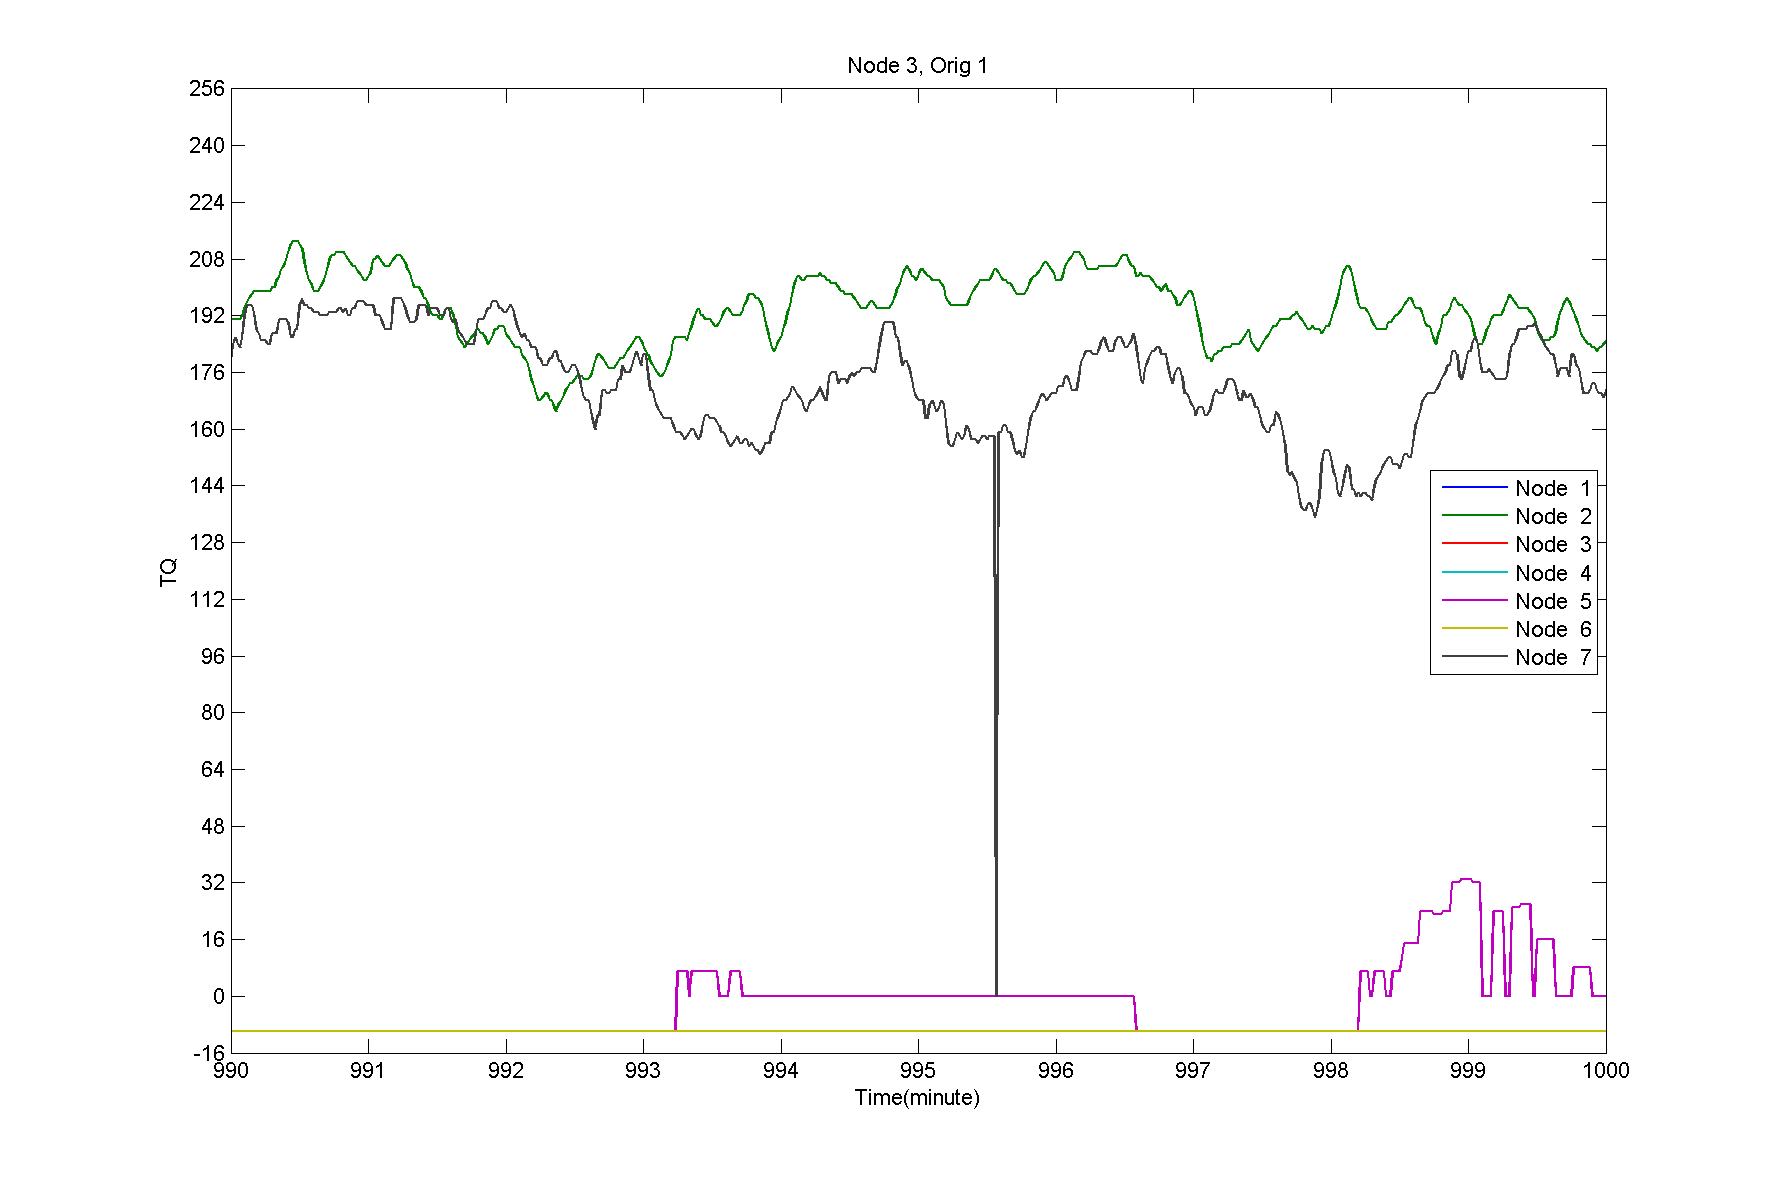 Node 3, Orig 1
256
240
224
208
192
176
160
144
128
112
96
80
64
48
32
16
0
-16
TQ
Node 1
Node 2
Node 3
Node 4
Node 5
Node 6
Node 7
990 991 992 993 994 995 996 997 998 999 1000
Time(minute)